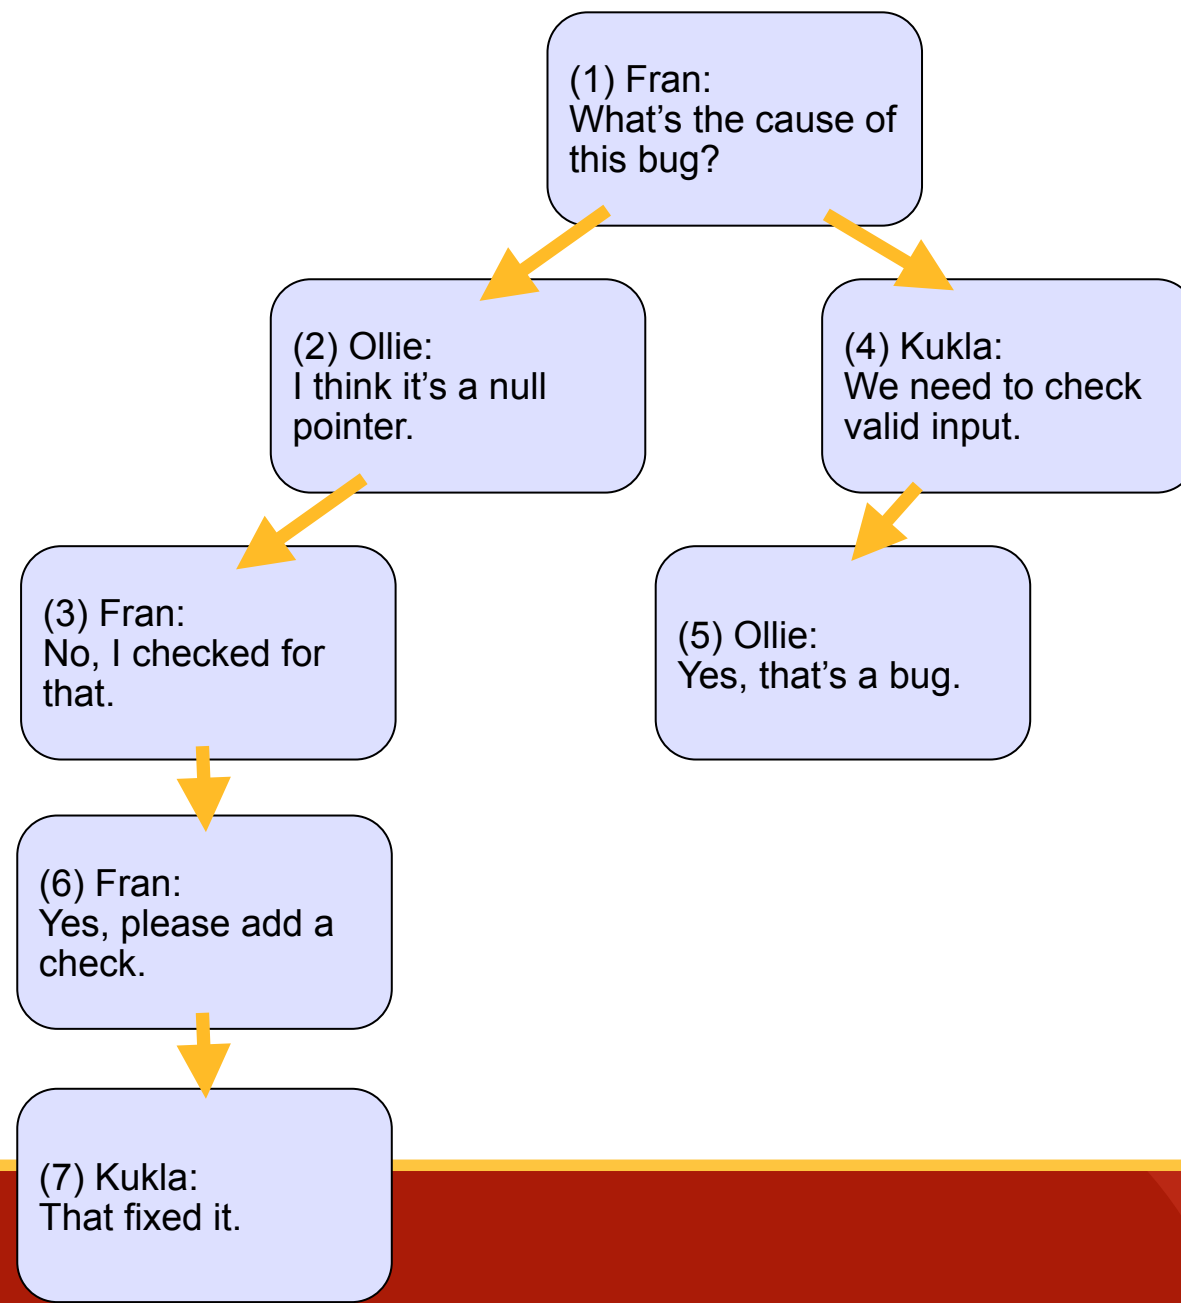 (1) Fran:
What’s the cause of
this bug?
(2) Ollie:
I think it’s a null
pointer.
(4) Kukla:
We need to check
valid input.
(3) Fran:
No, I checked for
that.
(5) Ollie:
Yes, that’s a bug.
(6) Fran:
Yes, please add a
check.
(7) Kukla:
That fixed it.